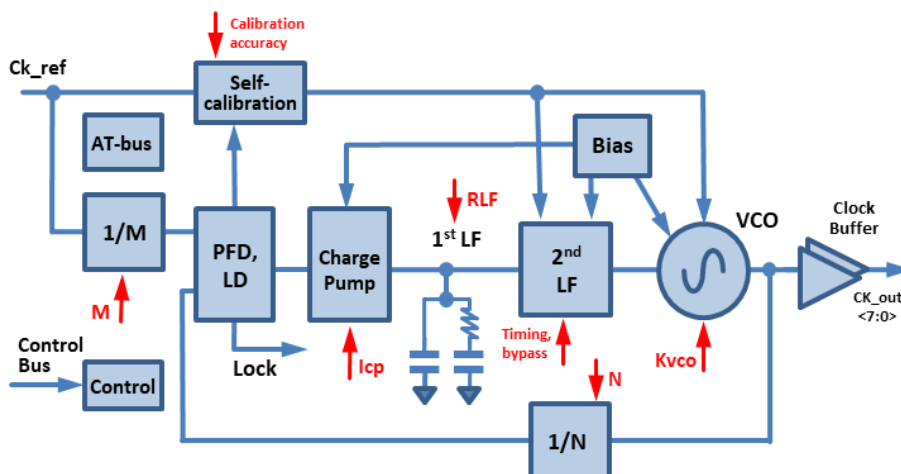 Calibration
accuracy
Ck_ref
Self-
calibration
AT-bus
Bias
RLF
1/M
1st LF
VCO
Clock
Buffer
PFD,
LD
Charge
Pump
2nd
LF
M
CK_out
<7:0>
Control
Bus
Lock
Icp
Timing,
bypass
Kvco
N
Control
1/N